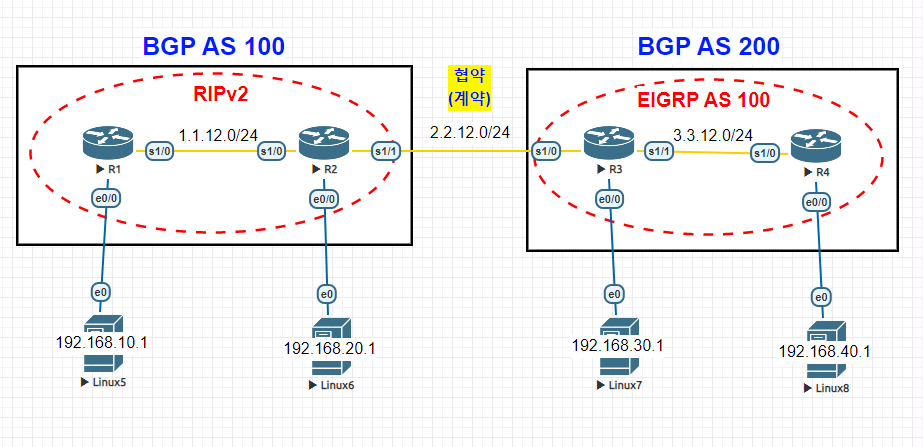 BGP AS 100
BGP AS 200
협약
(계약)
RIPv2
EIGRP AS 100
1.1.12.0/24
2.2.12.0/24
3.3.12.0/24
s1/0
s1/0
s1/1
s1/0
s1/1
s1/0
R1
R2
R3
R4
e0/0
e0/0
e0/0
e0/0
e0
e0
e0
e0
192.168.10.1
192.168.20.1
192.168.30.1
192.168.40.1
Linux5
Linux6
Linux7
Linux8